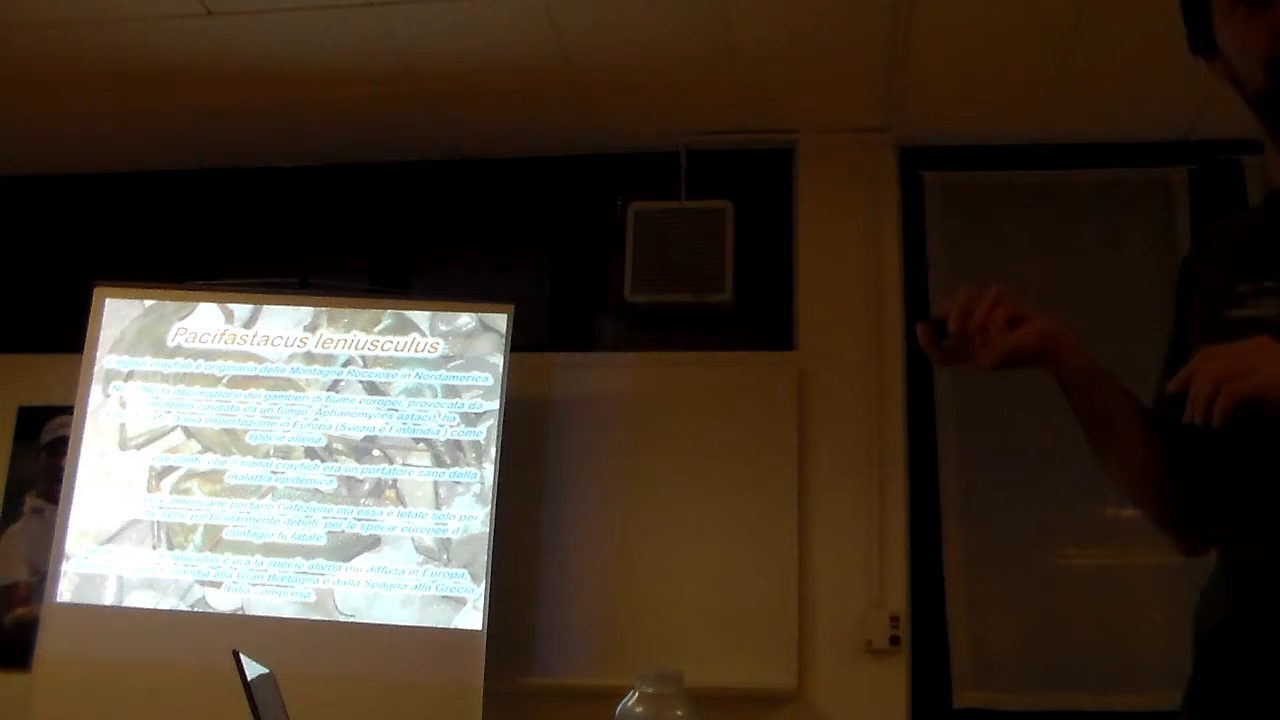 Pacifastacus leniusculus
signal crayfish è originario delle Montagne Rocciose in Nordamerica.
la decimazione dei gamberi di fiume europei, provocata da
causata da un fungo (Aphanomyces astaci), ha
sua importazione in Europa (Svezia e Finlandia) come
specie aliena.
conto che il signal crayfish era un portatore sano della
malattia epidemica
americane portano l'infezione ma essa è letale solo per
particolarmente deboli, per le specie europee il
contagio fu fatale
è ora la specie aliena più diffusa in Europa,
alla Gran Bretagna e dalla Spagna alla Grecia
Italia compresa.